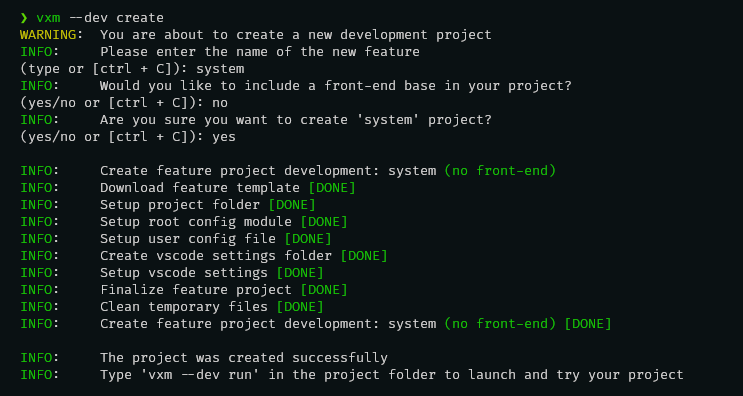 ❯ vxm --dev create
WARNING:  You are about to create a new development project
INFO:     Please enter the name of the new feature
(type or [ctrl + C]): system
INFO:     Would you like to include a front-end base in your project?
(yes/no or [ctrl + C]): no
INFO:     Are you sure you want to create 'system' project?
(yes/no or [ctrl + C]): yes

INFO:     Create feature project development: system (no front-end)
INFO:     Download feature template [DONE]
INFO:     Setup project folder [DONE]
INFO:     Setup root config module [DONE]
INFO:     Setup user config file [DONE]
INFO:     Create vscode settings folder [DONE]
INFO:     Setup vscode settings [DONE]
INFO:     Finalize feature project [DONE]
INFO:     Clean temporary files [DONE]
INFO:     Create feature project development: system (no front-end) [DONE]

INFO:     The project was created successfully
INFO:     Type 'vxm --dev run' in the project folder to launch and try your project